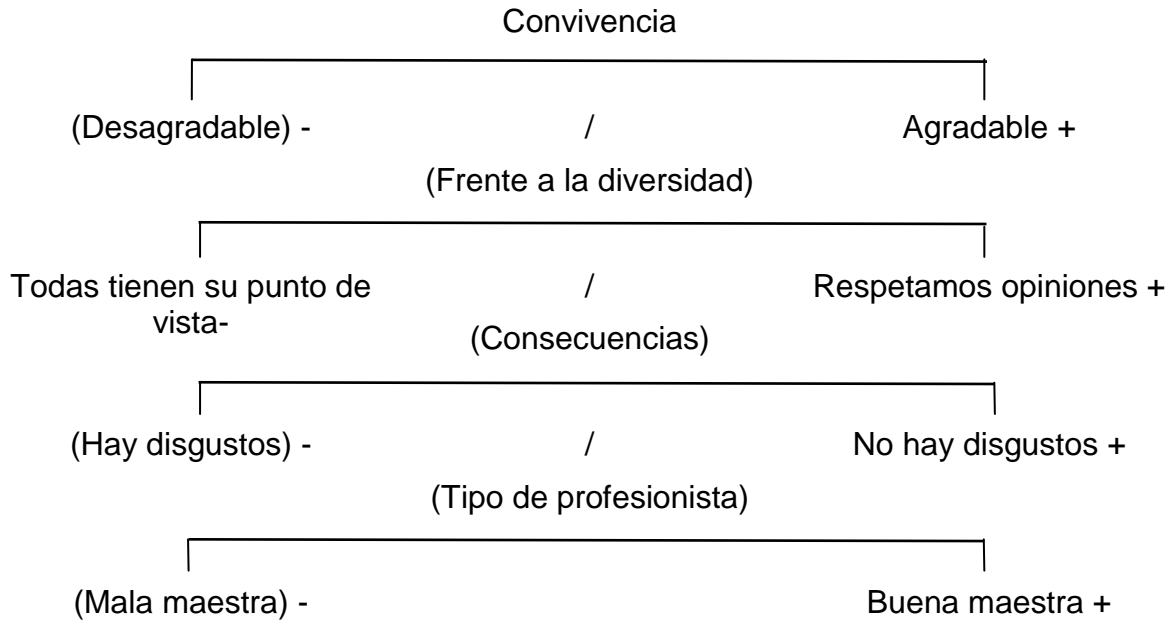 Convivencia
(Desagradable) - / Agradable +
(Frente a la diversidad)
Todas tienen su punto de / Respetamos opiniones +
vista-
(Consecuencias)
(Hay disgustos) - / No hay disgustos +
(Tipo de profesionista)
(Mala maestra) - Buena maestra +